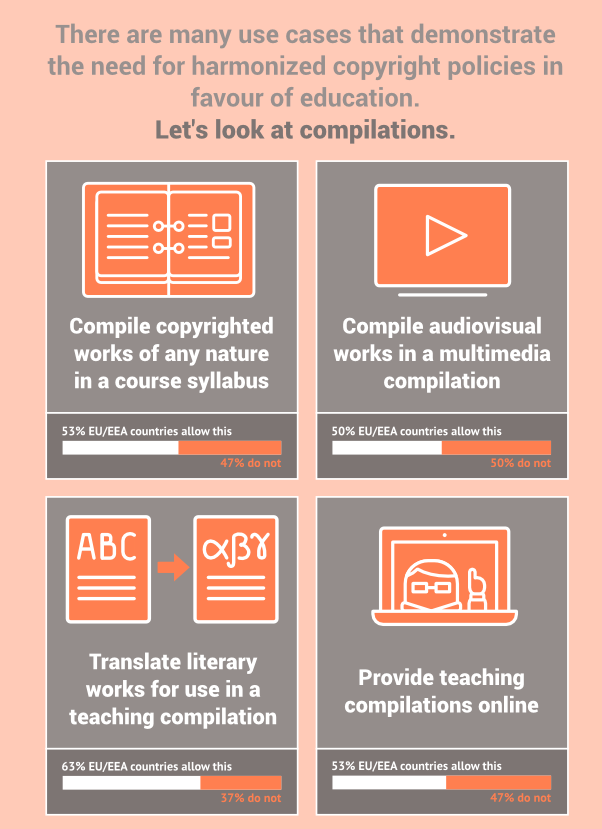 There are many use cases that demonstrate
the need for harmonized copyright policies in
favour of education.
Let's look at compilations.
Compile copyrighted
works of any nature
in a course syllabus
53% EU/EEA countries allow this
47% do not
Compile audiovisual
works in a multimedia
compilation
50% EU/EEA countries allow this
50% do not
ABC
αβγ
Translate literary
works for use in a
teaching compilation
63% EU/EEA countries allow this
37% do not
Provide teaching
compilations online
53% EU/EEA countries allow this
47% do not